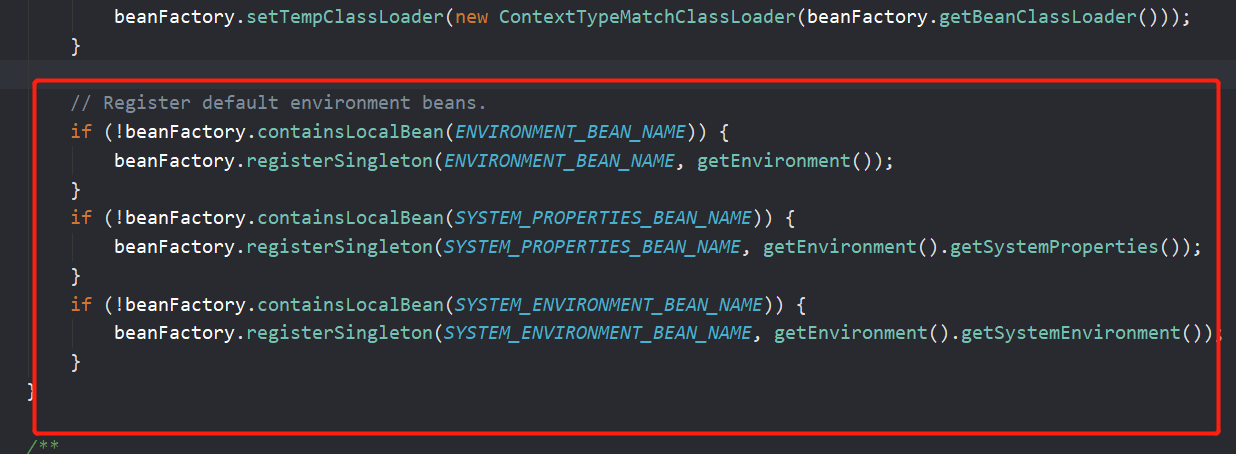 beanFactory.setTempClassLoader(new ContextTypeMatchClassLoader(beanFactory.getBeanClassLoader()));
}
// Register default environment beans.
if (!beanFactory.containsLocalBean(ENVIRONMENT_BEAN_NAME)) {
beanFactory.registerSingleton(ENVIRONMENT_BEAN_NAME, getEnvironment());
}
if (!beanFactory.containsLocalBean(SYSTEM_PROPERTIES_BEAN_NAME)) {
beanFactory.registerSingleton(SYSTEM_PROPERTIES_BEAN_NAME, getEnvironment().getSystemProperties());
}
if (!beanFactory.containsLocalBean(SYSTEM_ENVIRONMENT_BEAN_NAME)) {
beanFactory.registerSingleton(SYSTEM_ENVIRONMENT_BEAN_NAME, getEnvironment().getSystemEnvironment());
}
}
/**